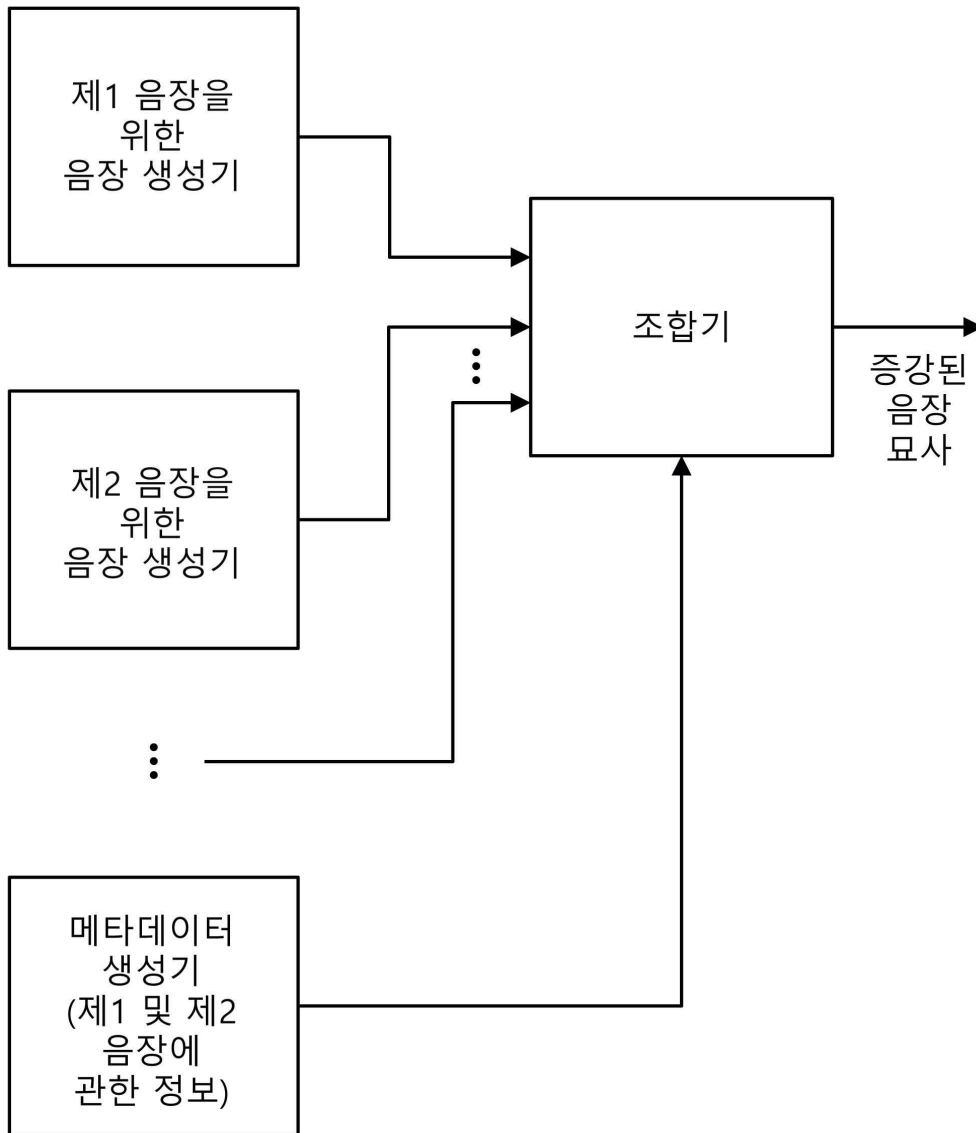 제1 음장을
위한
음장 생성기
조합기
증강된
음장
묘사
제2 음장을
위한
음장 생성기
메타데이터
생성기
(제1 및 제2
음장에
관한 정보)